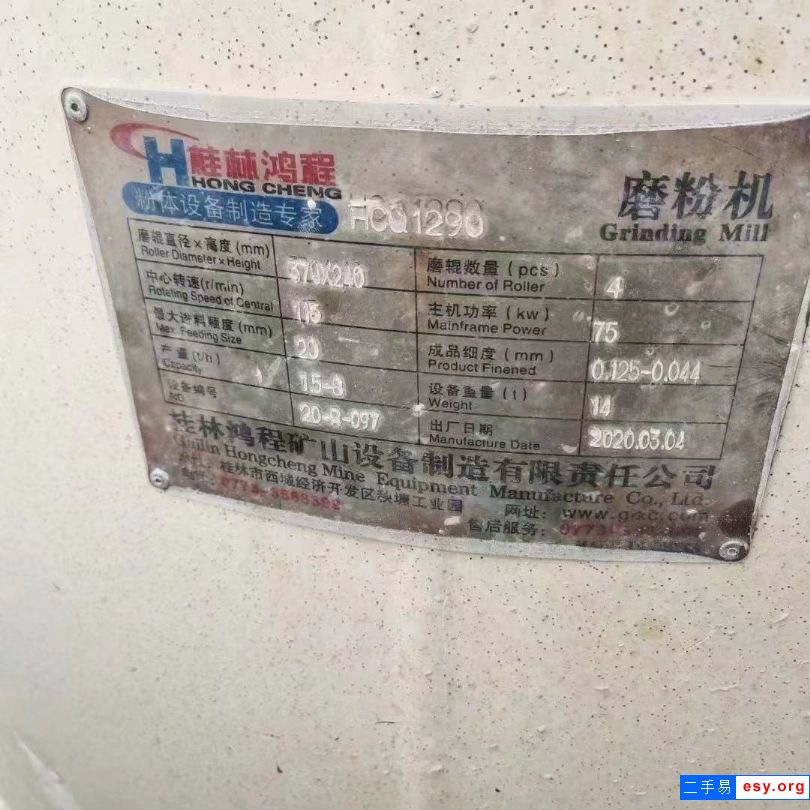 桂林鸿程
HONG CHENG
粉体设备制造专家
HCQ1290
磨粉机
Grinding Mill
磨辊直径×高度(mm)
Roller Diameter×Height
370X240
磨辊数量(pcs)
Number of Roller
4
中心转速(r/min)
Rotating Speed of Central
主机功率(kw)
Mainframe Power
75
最大进料粒度(mm)
Max. Feeding Size
20
成品细度(mm)
Product Finened
0.125-0.044
产量(t/h)
Capacity
1.5-6
设备重量(t)
Weight
14
设备编号
NO
20-R-097
出厂日期
Manufacture Date
2020.03.04
桂林鸿程矿山设备制造有限责任公司
Guilin Hongcheng Mine Equipment Manufacture Co., Ltd.
桂林市西城经济开发区秧塘工业园
网址: www.glxc.com
售后服务:
二手易 esy.org